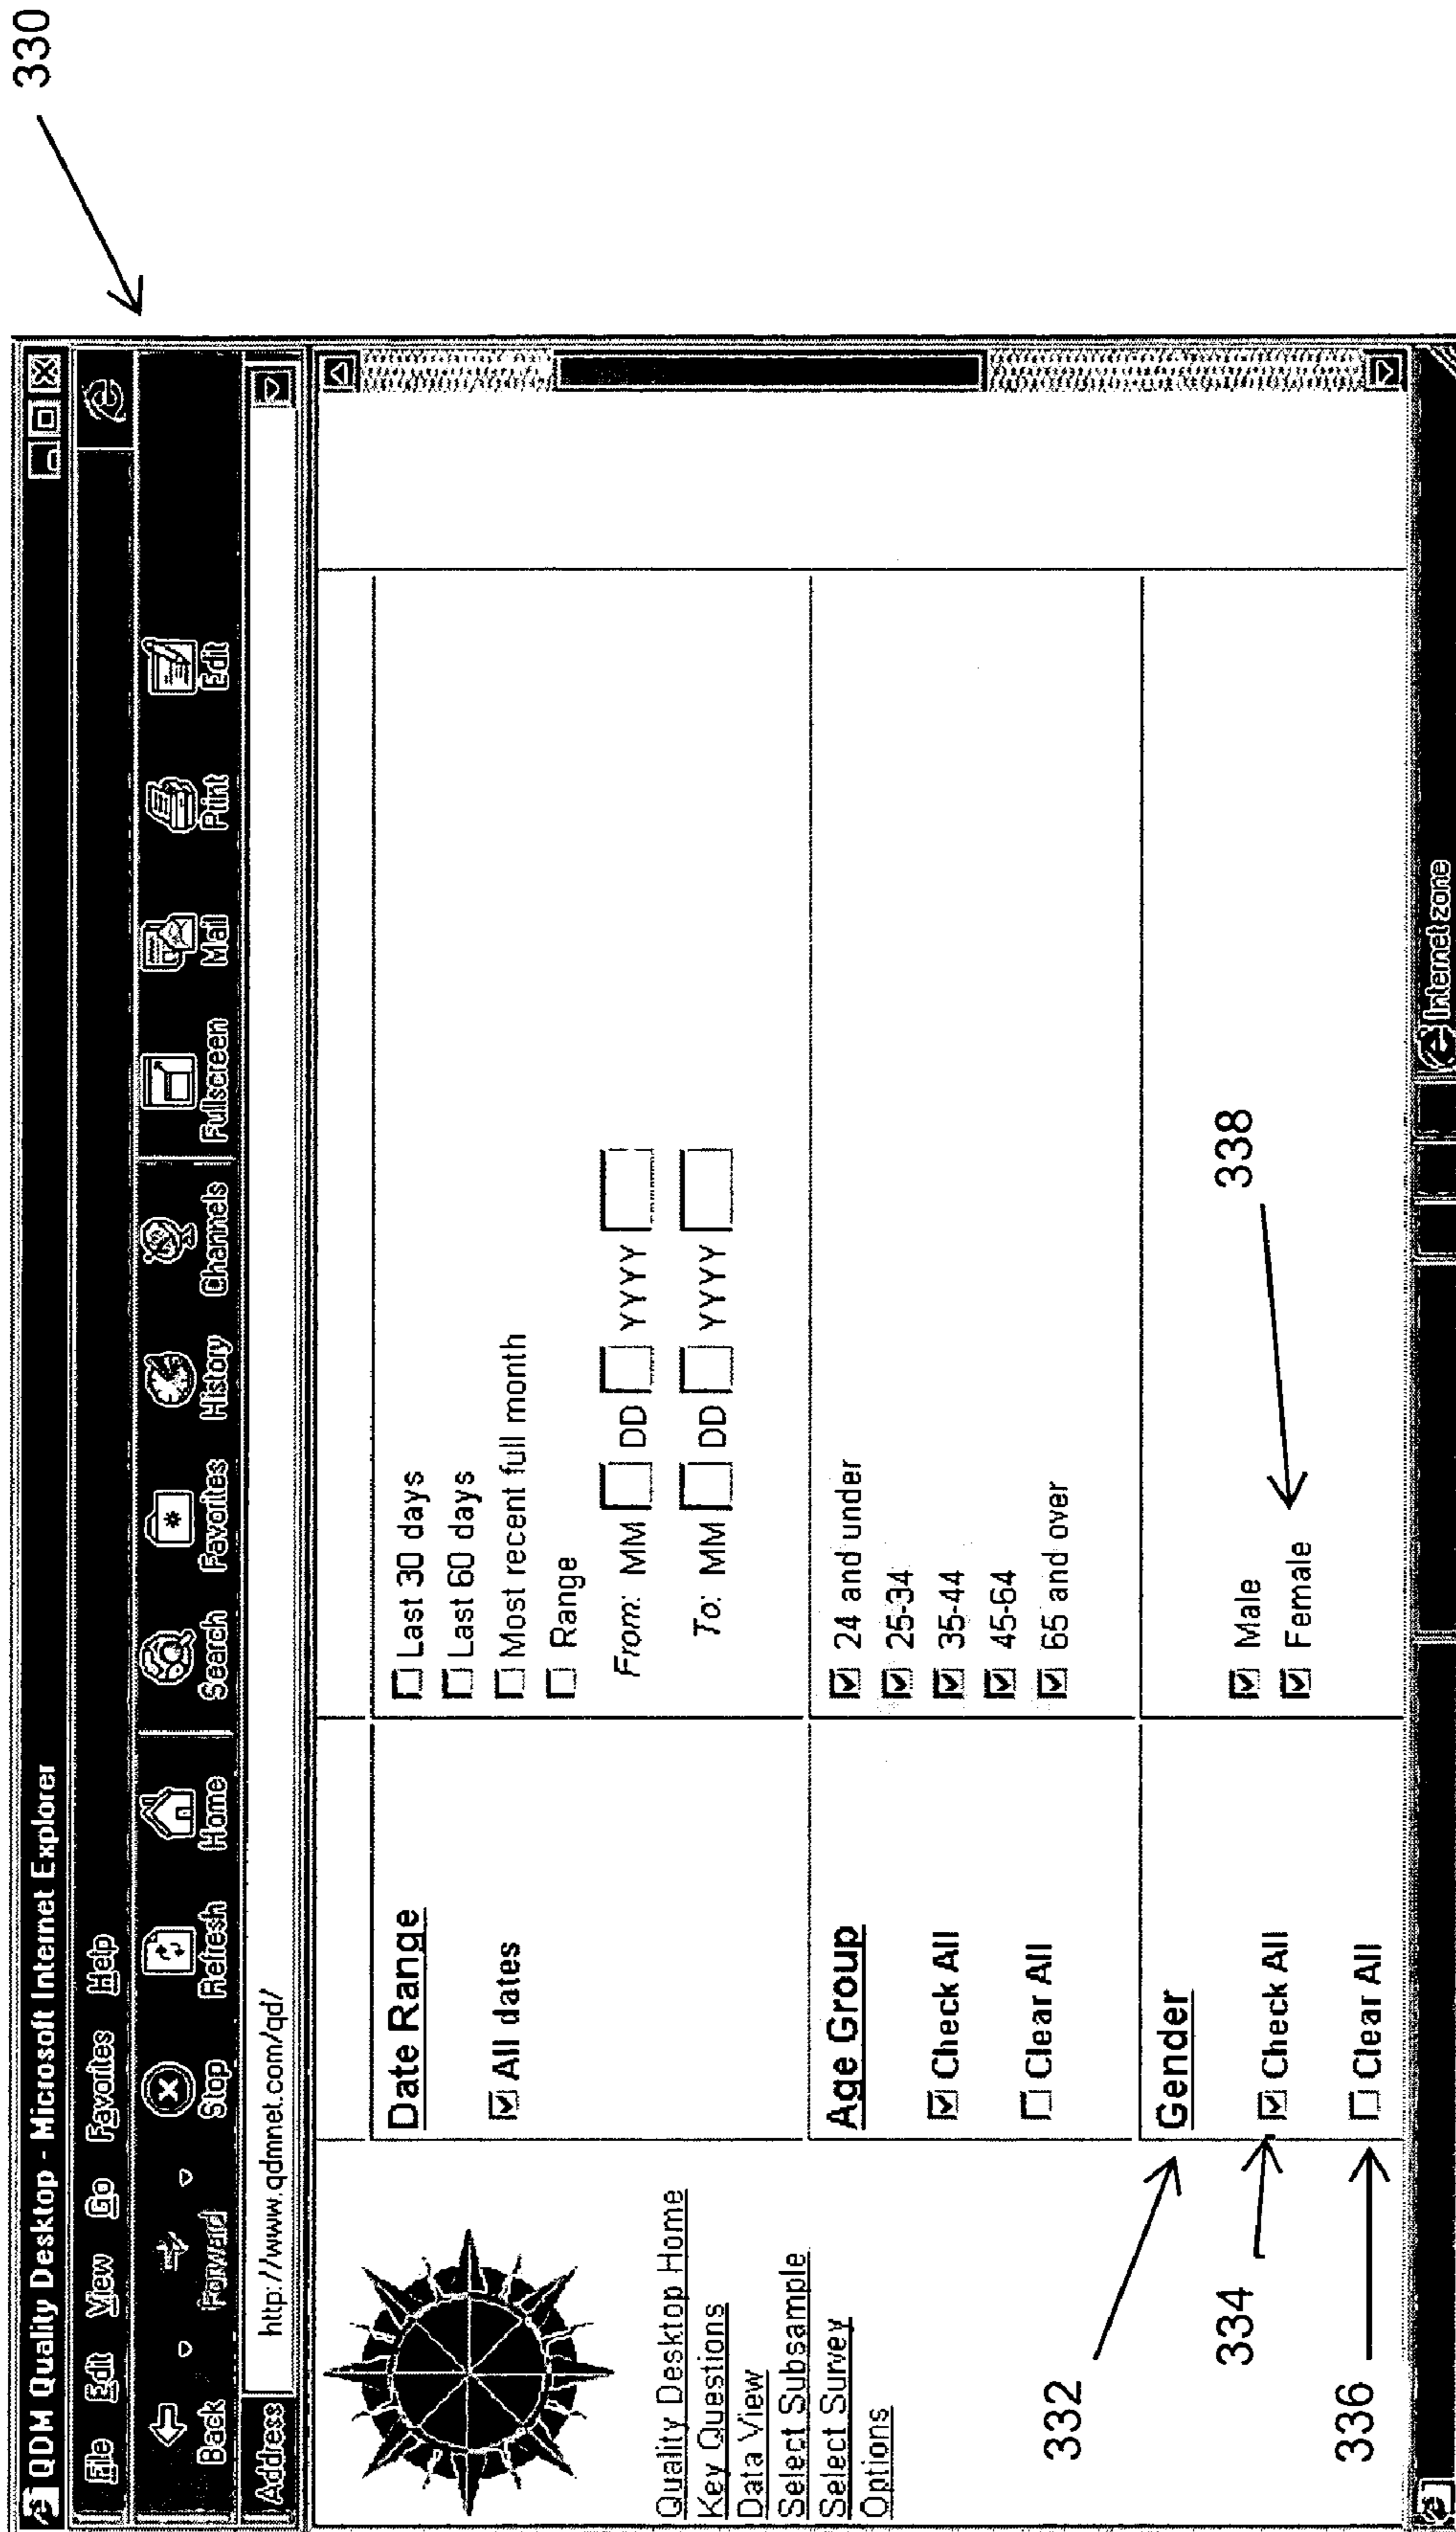 330
QDM Quality Desktop - Microsoft Internet Explorer
File Edit View Go Favorites Help
Back Forward Stop Refresh Home Search Favorites History Channels Fullscreen Mail Print Edit
Address http://www.qdmnet.com/qd/
Quality Desktop Home
Key Questions
Data View
Select Subsample
Select Survey
Options
Date Range
All dates
Last 30 days
Last 60 days
Most recent full month
Range
From: MM DD YYYY
To: MM DD YYYY
Age Group
Check All
Clear All
24 and under
25-34
35-44
45-64
65 and over
Gender
Check All
Clear All
Male
Female
332
334
336
338
Internet zone